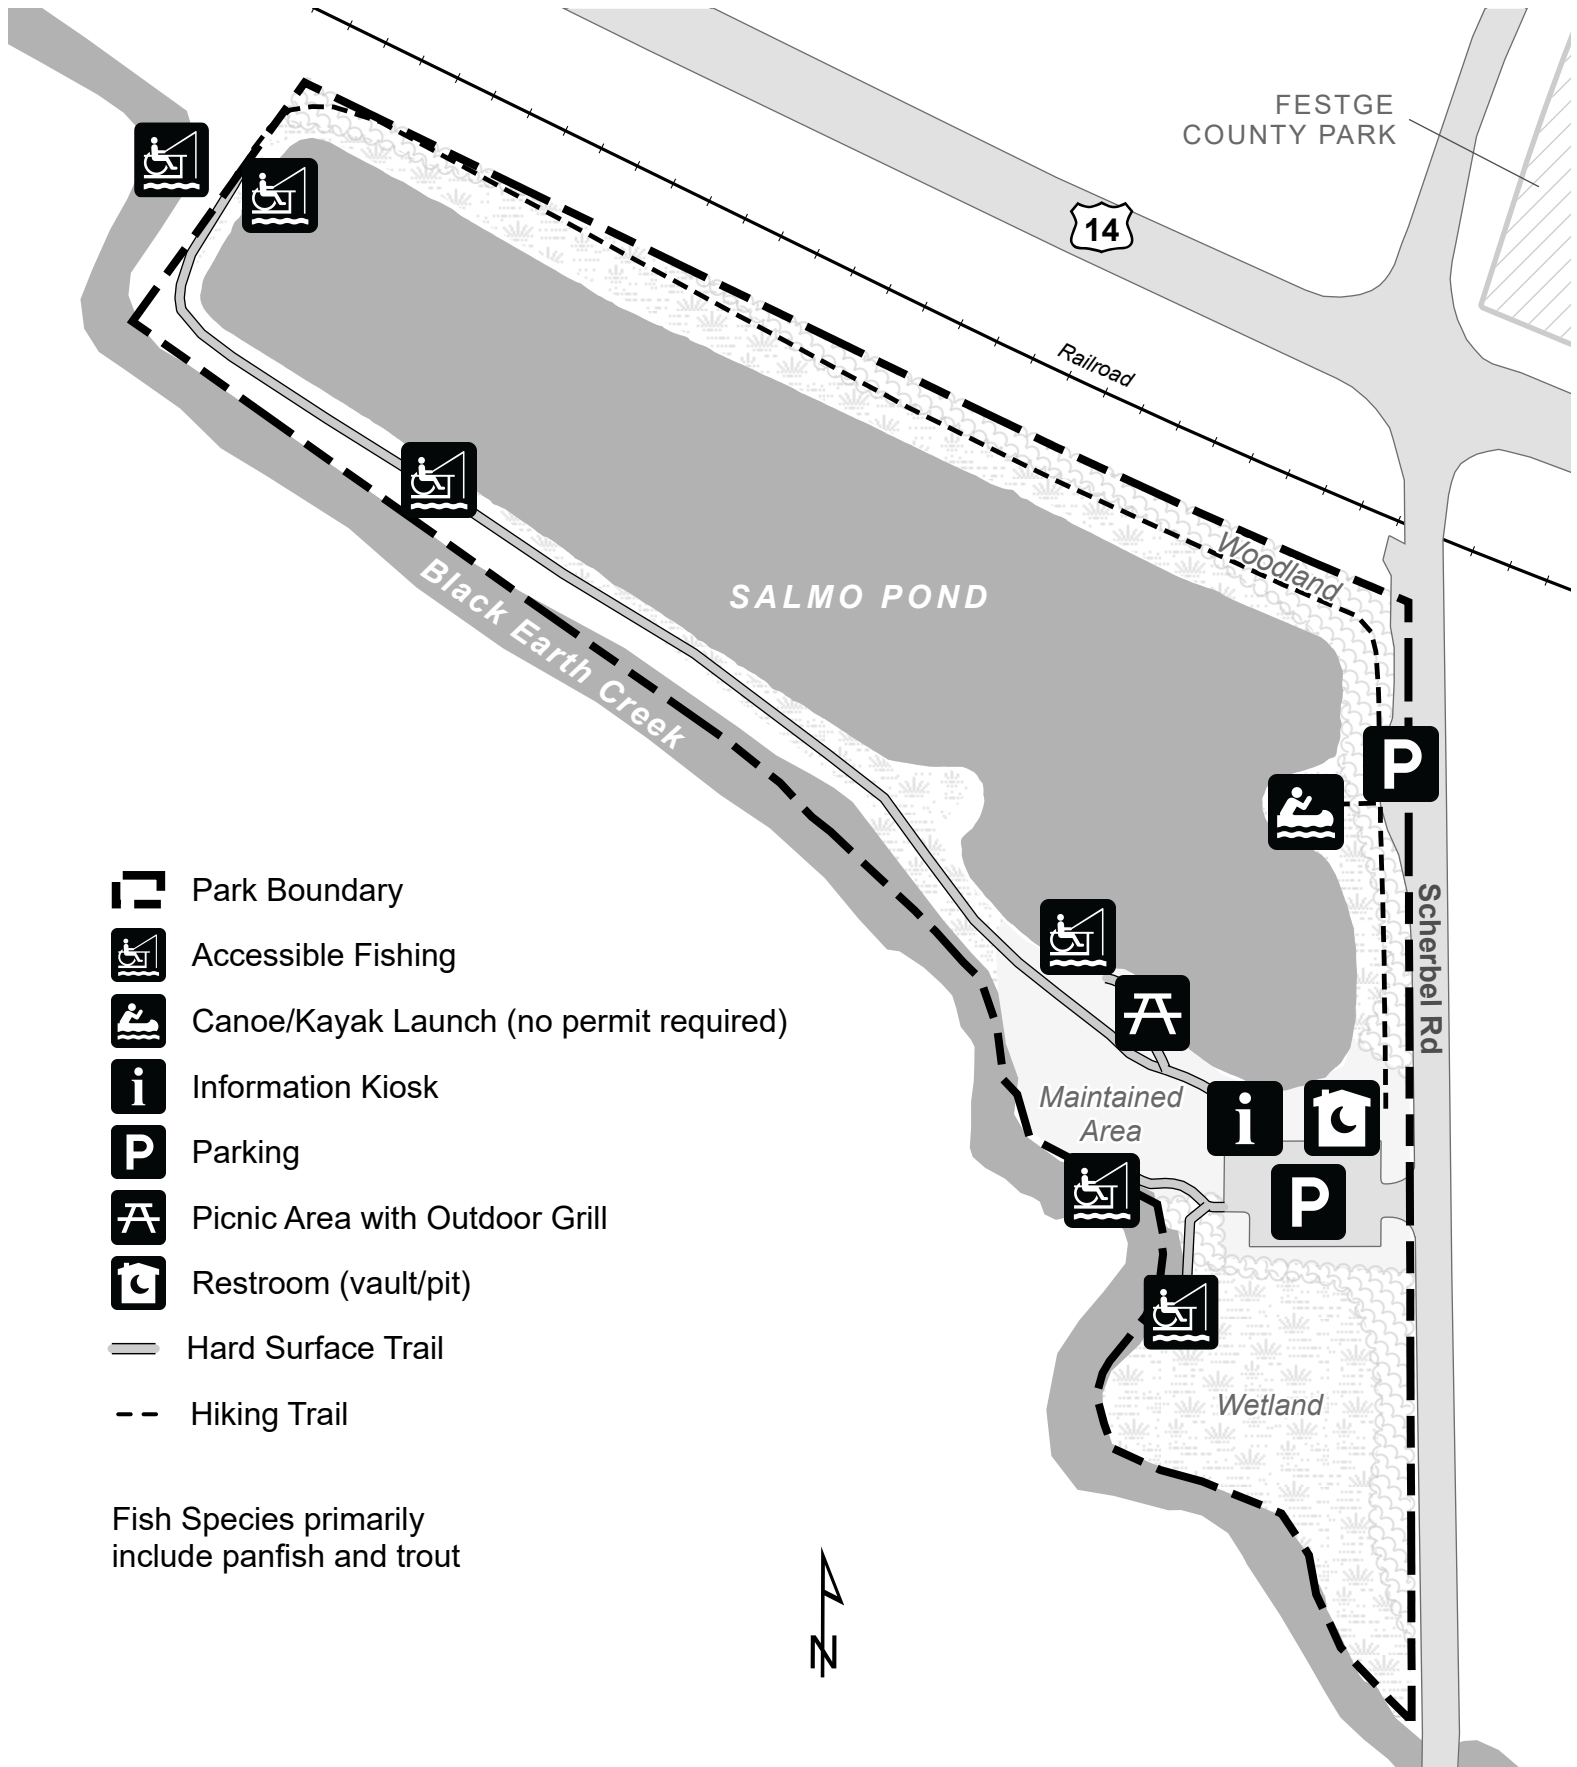 FESTGE
COUNTY PARK
14
Railroad
Woodland
SALMO POND
Black Earth Creek
P
Scherbel Rd
Maintained
Area
i
P
Wetland
Park Boundary
Accessible Fishing
Canoe/Kayak Launch (no permit required)
i
Information Kiosk
P
Parking
Picnic Area with Outdoor Grill
Restroom (vault/pit)
Hard Surface Trail
Hiking Trail
Fish Species primarily
include panfish and trout
N